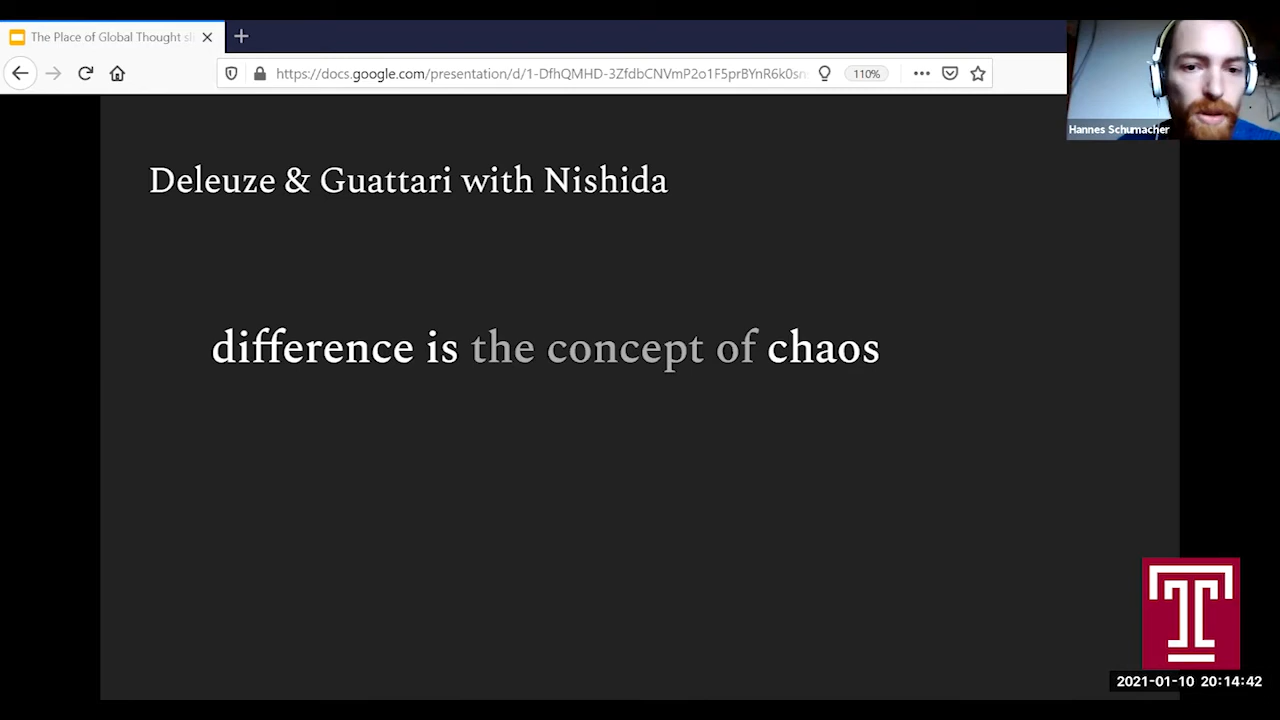 The Place of Global Thought sl
https://docs.google.com/presentation/d/1-DfhQMHD-3ZfdbCNVmP2o1F5prBYnR6k0sn
110%
Hannes Schumacher
Deleuze & Guattari with Nishida
difference is the concept of chaos
T
2021-01-10 20:14:42